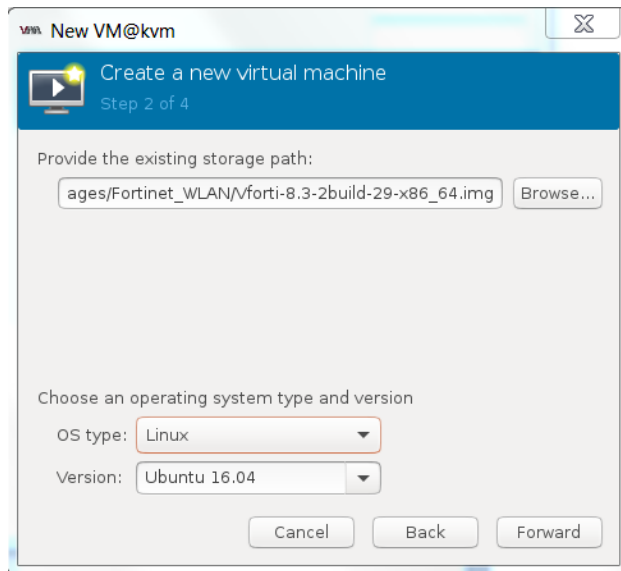 New VM@kvm
Create a new virtual machine
Step 2 of 4
Provide the existing storage path:
ages/Fortinet_WLAN/Vforti-8.3-2build-29-x86_64.img Browse...
Choose an operating system type and version
OS type: Linux
Version: Ubuntu 16.04
Cancel Back Forward